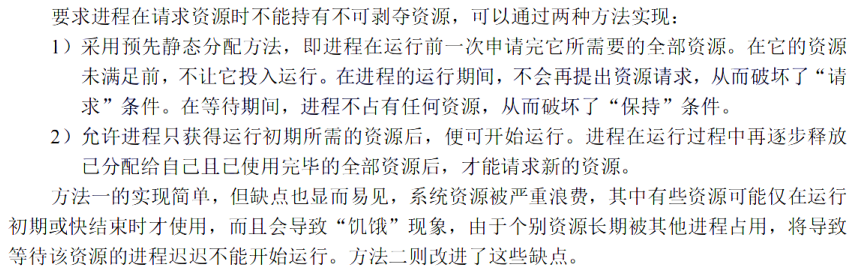 要求进程在请求资源时不能持有不可剥夺资源，可以通过两种方法实现：
1）采用预先静态分配方法，即进程在运行前一次申请完它所需要的全部资源。在它的资源
未满足前，不让它投入运行。在进程的运行期间，不会再提出资源请求，从而破坏了“请
求”条件。在等待期间，进程不占有任何资源，从而破坏了“保持”条件。
2）允许进程只获得运行初期所需的资源后，便可开始运行。进程在运行过程中再逐步释放
已分配给自己且已使用完毕的全部资源后，才能请求新的资源。
方法一的实现简单，但缺点也显而易见，系统资源被严重浪费，其中有些资源可能仅在运行
初期或快结束时才使用，而且会导致“饥饿”现象，由于个别资源长期被其他进程占用，将导致
等待该资源的进程迟迟不能开始运行。方法二则改进了这些缺点。